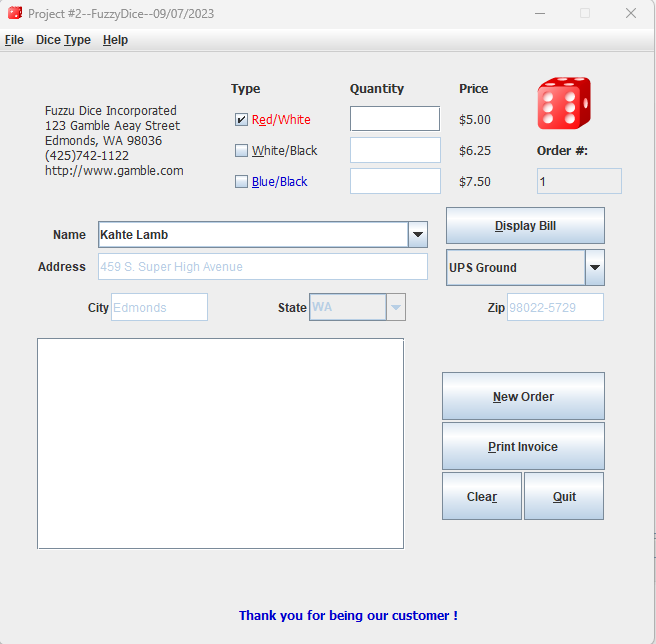 Project #2--FuzzyDice--09/07/2023
File Dice Type Help
Type Quantity Price
Fuzzu Dice Incorporated
123 Gamble Aeay Street
Edmonds, WA 98036
(425)742-1122
http://www.gamble.com
Red/White $5.00
White/Black $6.25
Blue/Black $7.50
Order #:
1
Name Kahte Lamb
Display Bill
Address 459 S. Super High Avenue
UPS Ground
City Edmonds State WA Zip 98022-5729
New Order
Print Invoice
Clear Quit
Thank you for being our customer !